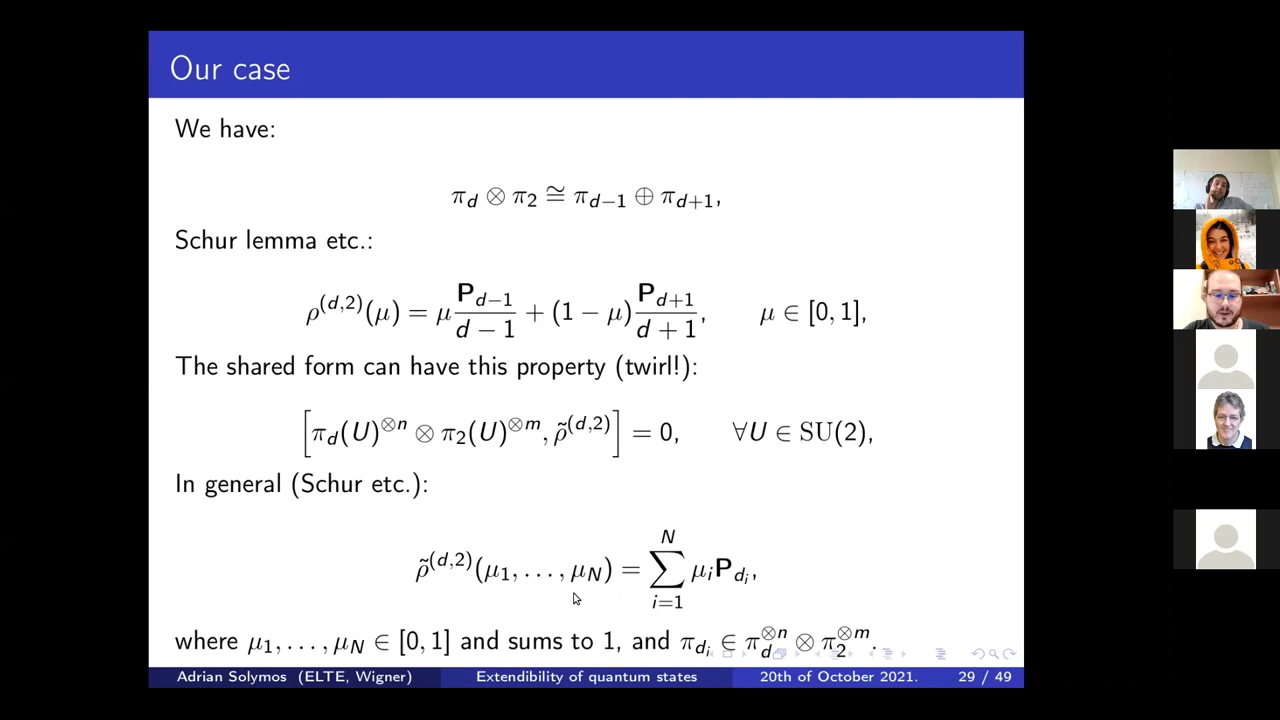 Our case
We have:
π_d ⊗ π_2 ≅ π_{d−1} ⊕ π_{d+1},
Schur lemma etc.:
ρ^{(d,2)}(μ) = μ P_{d−1}/(d − 1) + (1 − μ) P_{d+1}/(d + 1), μ ∈ [0, 1],
The shared form can have this property (twirl!):
[π_d(U)^{⊗n} ⊗ π_2(U)^{⊗m}, ρ̃^{(d,2)}] = 0, ∀U ∈ SU(2),
In general (Schur etc.):
ρ̃^{(d,2)}(μ_1, . . . , μ_N) = ∑_{i=1}^{N} μ_i P_{d_i},
where μ_1, . . . , μ_N ∈ [0, 1] and sums to 1, and π_{d_i} ∈ π_d^{⊗n} ⊗ π_2^{⊗m}.
Adrian Solymos (ELTE, Wigner) Extendibility of quantum states 20th of October 2021. 29 / 49